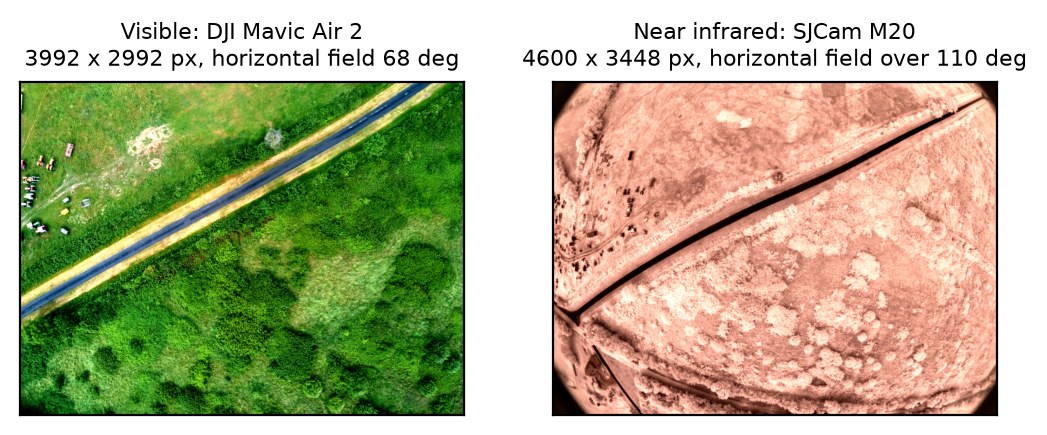 Visible: DJI Mavic Air 2
3992 x 2992 px, horizontal field 68 deg
Near infrared: SJCam M20
4600 x 3448 px, horizontal field over 110 deg